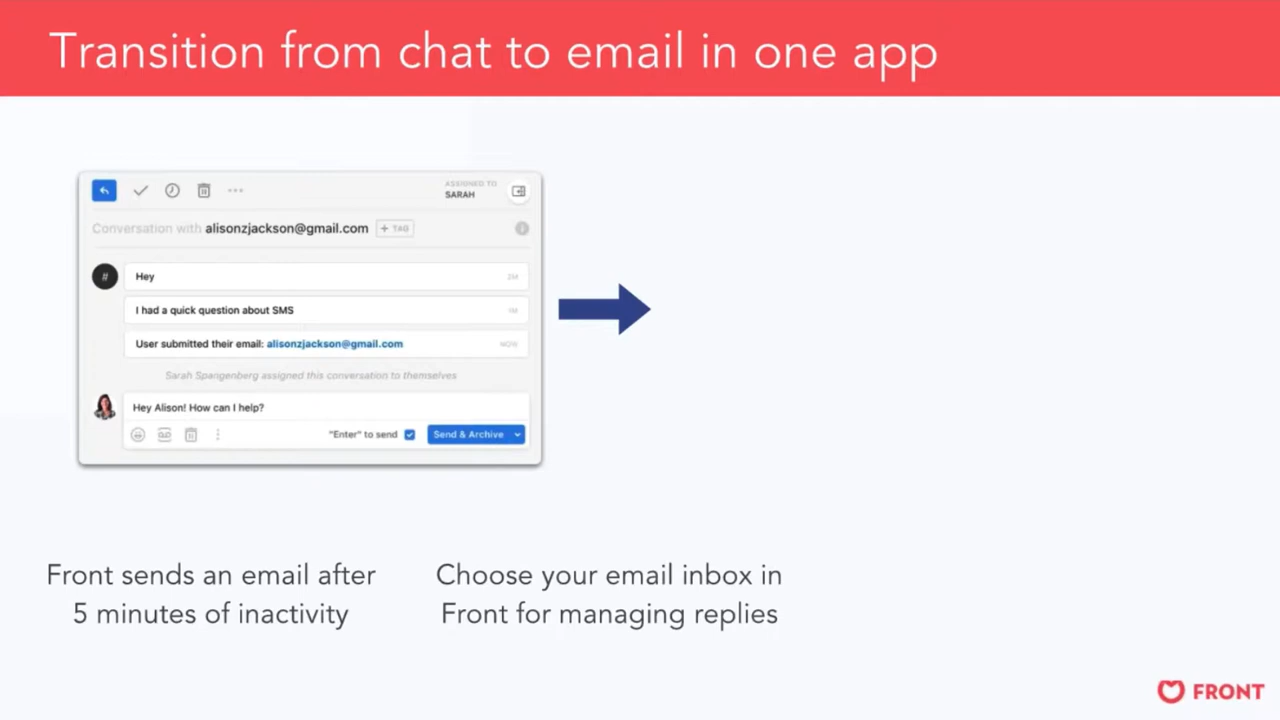 Transition from chat to email in one app
ASSIGNED TO
SARAH
Conversation with alisonzjackson@gmail.com + TAG
# Hey 2M
I had a quick question about SMS 1M
User submitted their email: alisonzjackson@gmail.com NOW
Sarah Spangenberg assigned this conversation to themselves
Hey Alison! How can I help?
"Enter" to send Send & Archive
Front sends an email after
5 minutes of inactivity
Choose your email inbox in
Front for managing replies
FRONT